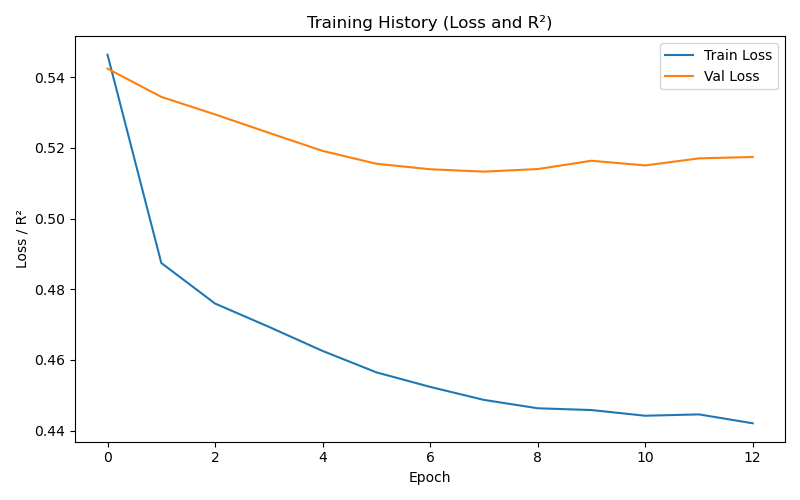 Training History (Loss and R²)
Train Loss
Val Loss
Loss / R²
0.54
0.52
0.50
0.48
0.46
0.44
0 2 4 6 8 10 12
Epoch